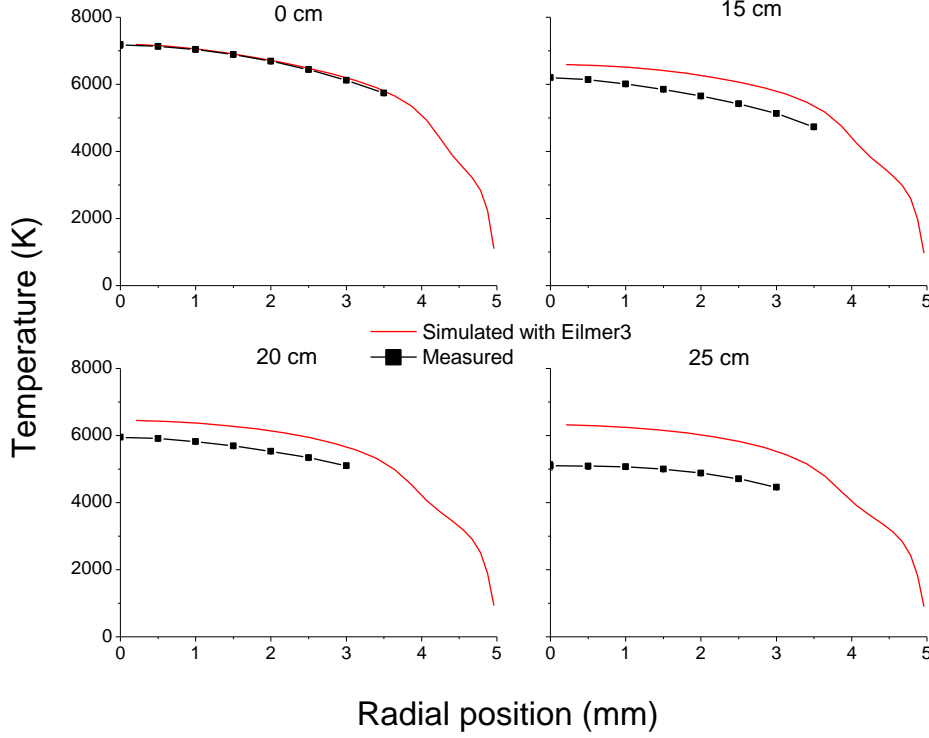 0 cm
15 cm
8000
6000
4000
2000
0
0 1 2 3 4 5
0 1 2 3 4 5
Temperature (K)
Simulated with Eilmer3
Measured
20 cm
25 cm
8000
6000
4000
2000
0
0 1 2 3 4 5
0 1 2 3 4 5
Radial position (mm)